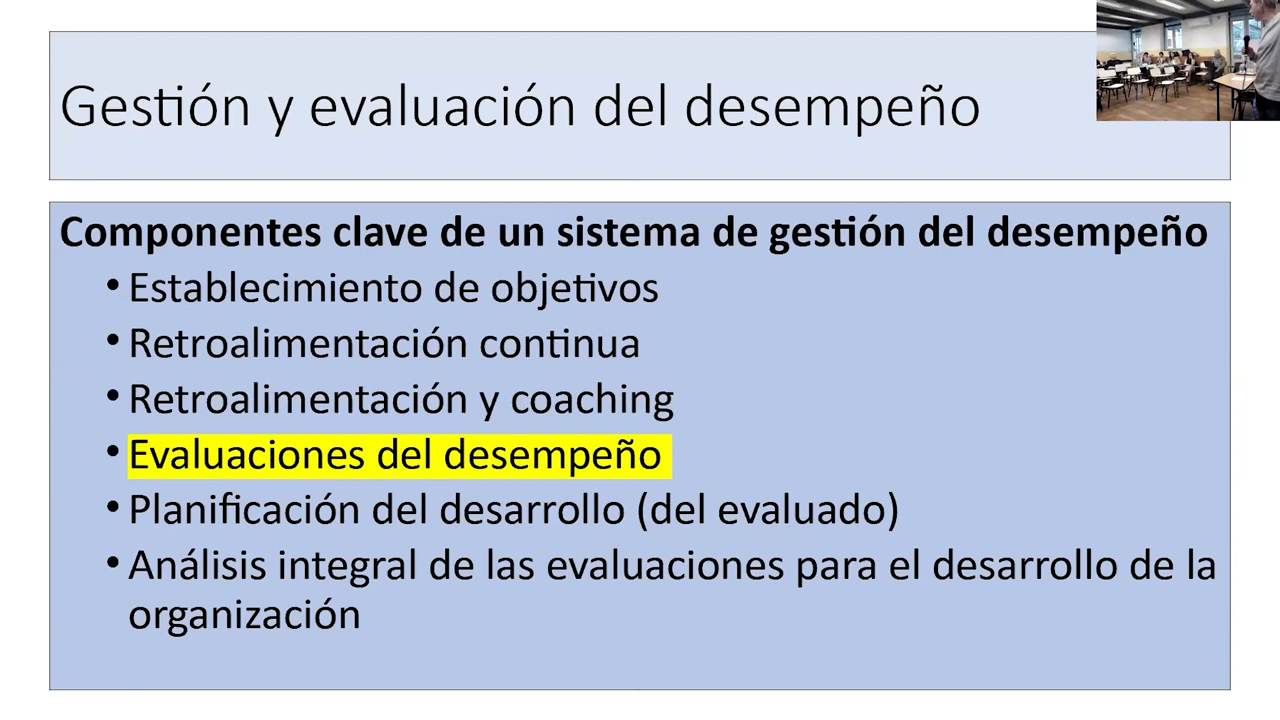 Gestión y evaluación del desempeño
Componentes clave de un sistema de gestión del desempeño
• Establecimiento de objetivos
• Retroalimentación continua
• Retroalimentación y coaching
• Evaluaciones del desempeño
• Planificación del desarrollo (del evaluado)
• Análisis integral de las evaluaciones para el desarrollo de la
organización